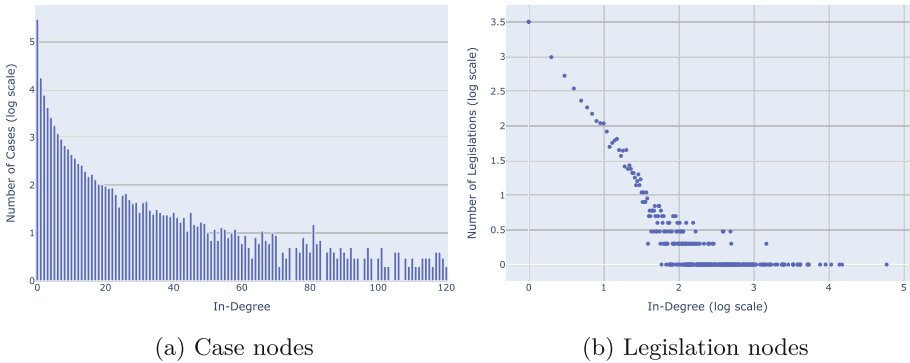 Number of Cases (log scale)
5
4
3
2
1
0
0 20 40 60 80 100 120
In-Degree
Number of Legislations (log scale)
3.5
3
2.5
2
1.5
1
0.5
0
0 1 2 3 4 5
In-Degree (log scale)
(a) Case nodes
(b) Legislation nodes